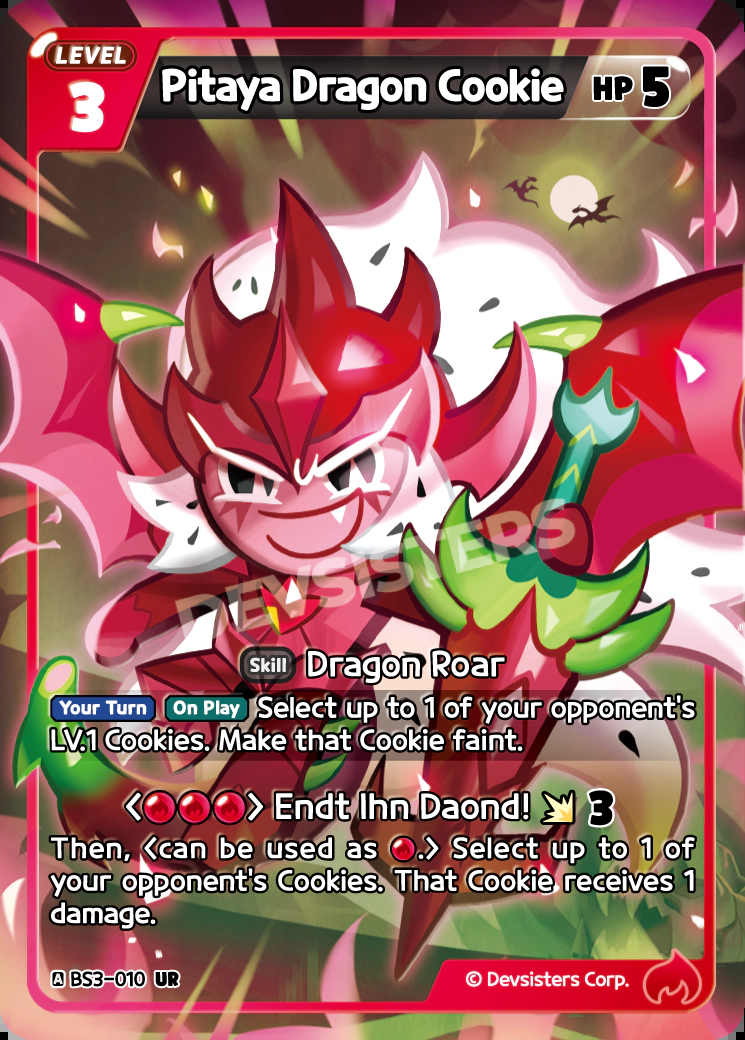 LEVEL
3
Pitaya Dragon Cookie
HP 5
DEVSISTERS
Skill Dragon Roar
Your Turn On Play Select up to 1 of your opponent's
LV.1 Cookies. Make that Cookie faint.
< > Endt Ihn Daond! 3
Then, <can be used as .> Select up to 1 of
your opponent's Cookies. That Cookie receives 1
damage.
A BS3-010 UR
© Devsisters Corp.